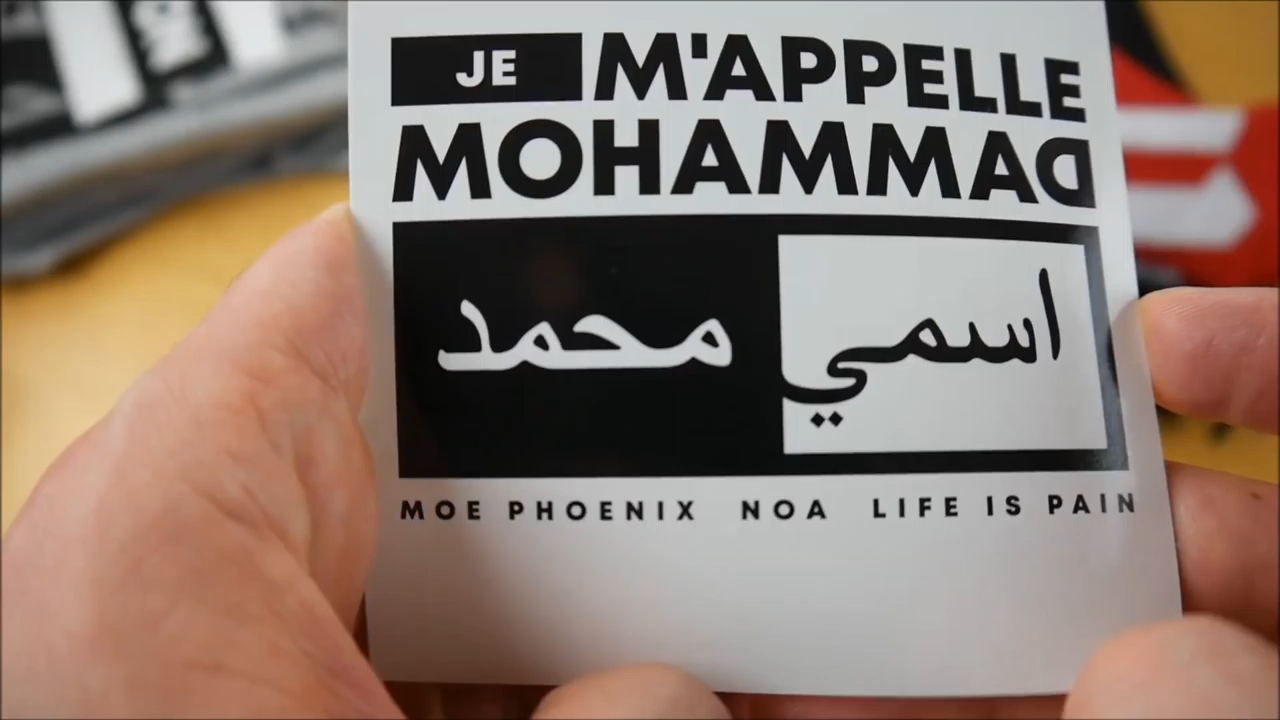 JE M'APPELLE
MOHAMMAD
اسمي محمد
MOE PHOENIX NOA LIFE IS PAIN